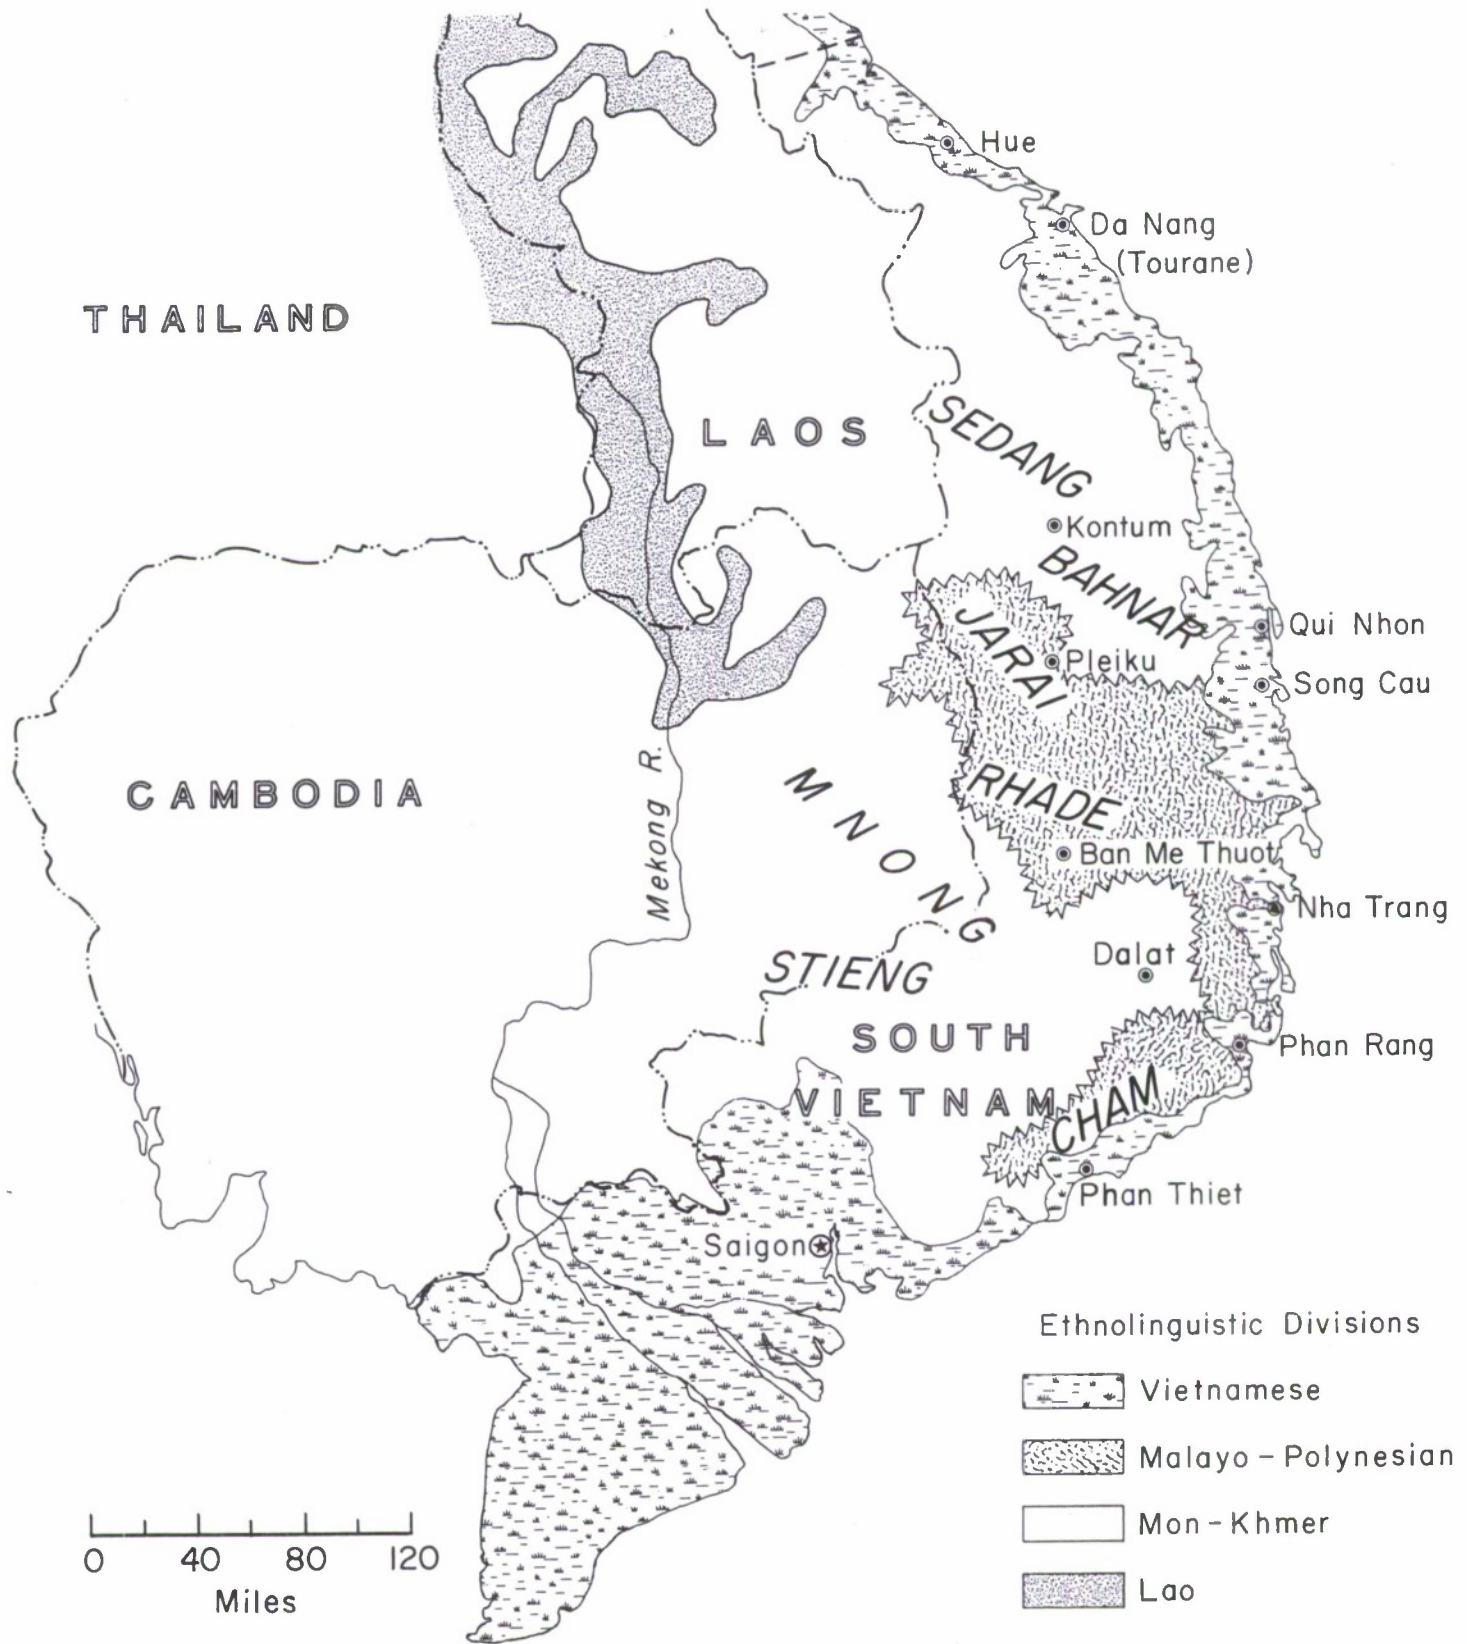 Hue
Da Nang
(Tourane)
THAILAND
LAOS
SEDANG
Kontum
BAHNAR
JARAI
Qui Nhon
Pleiku
Song Cau
Mekong R.
CAMBODIA
MNONG
RHADE
Ban Me Thuot
Nha Trang
Dalat
STIENG
SOUTH
VIETNAM
Phan Rang
CHAM
Phan Thiet
Saigon
Ethnolinguistic Divisions
Vietnamese
Malayo-Polynesian
Mon-Khmer
Lao
0 40 80 120
Miles